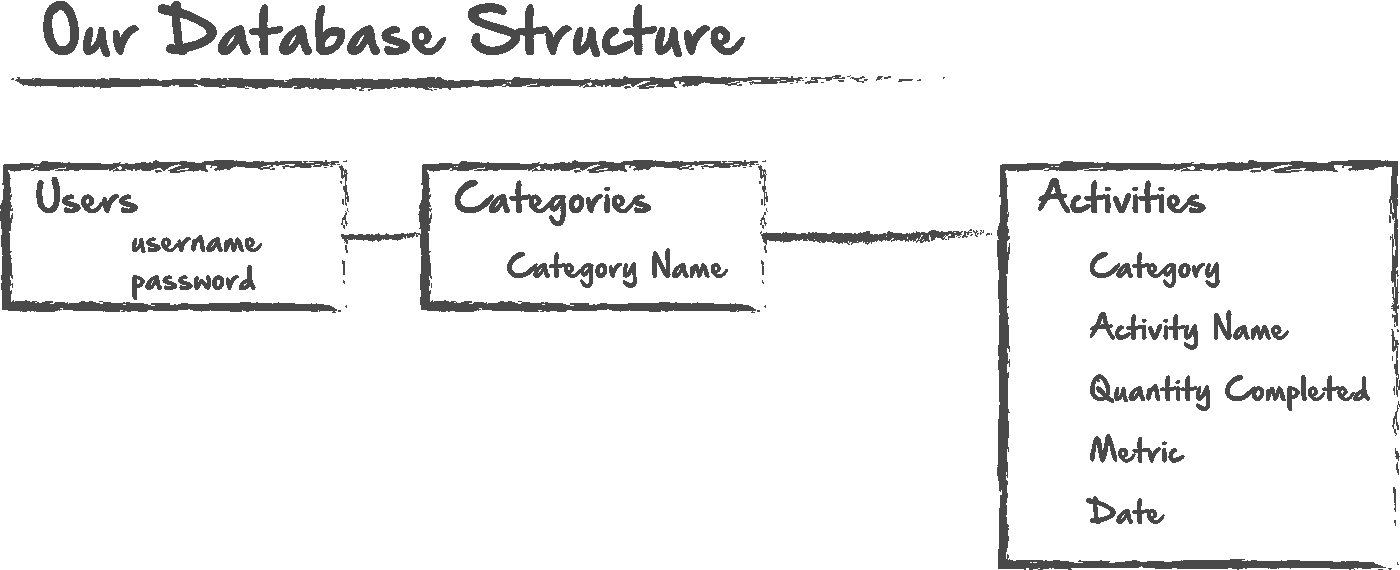 Our Database Structure
Users
username
password
Categories
Category Name
Activities
Category
Activity Name
Quantity Completed
Metric
Date